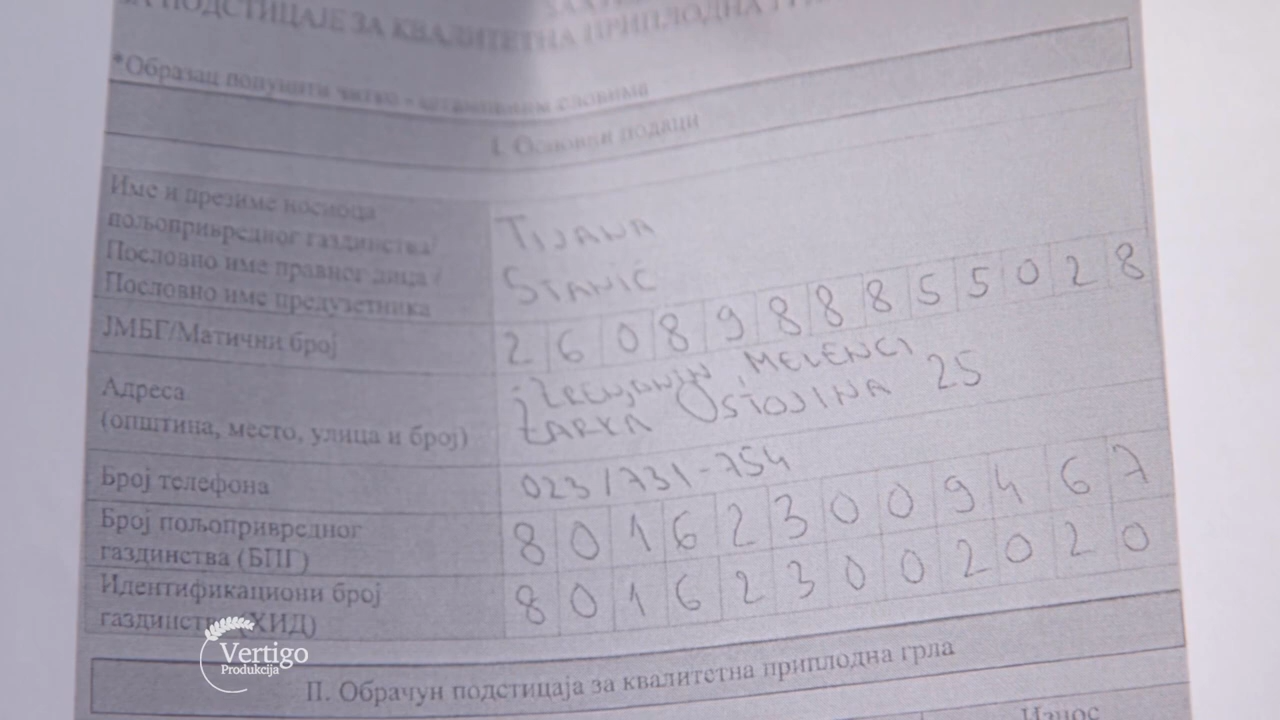 ЗА ПОДСТИЦАЈЕ ЗА КВАЛИТЕТНА ПРИПЛОДНА
*Образац попунити читко - штампаним словима
I. Основни подаци
Име и презиме носиоца
пољопривредног газдинства/
Пословно име правног лица /
Пословно име предузетника
TIJANA
STANIĆ
ЈМБГ/Матични број
2608988855028
Адреса
(општина, место, улица и број)
ZRENJANIN, MELENCI,
ŽARKA OSTOJINA 25
Број телефона
023/731-754
Број пољопривредног
газдинства (БПГ)
801623009467
Идентификациони број
газдинства (ХИД)
801623002020
II. Обрачун подстицаја за квалитетна приплодна грла
Износ
Vertigo
Produkcija